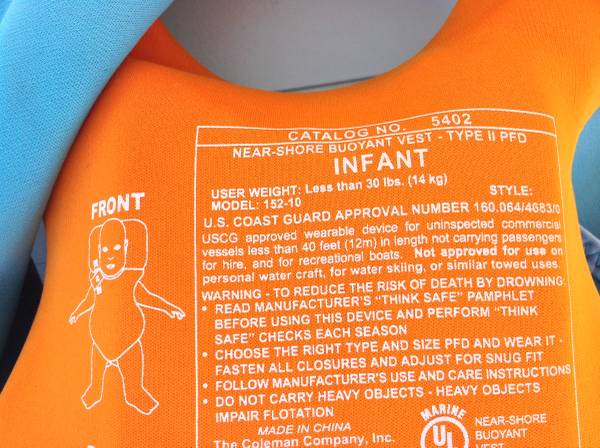 CATALOG NO. 5402
NEAR-SHORE BUOYANT VEST - TYPE II PFD
INFANT
USER WEIGHT: Less than 30 lbs. (14 kg)
MODEL: 152-10 STYLE:
U.S. COAST GUARD APPROVAL NUMBER 160.064/4683/0
USCG approved wearable device for uninspected commercial
vessels less than 40 feet (12m) in length not carrying passengers
for hire, and for recreational boats. Not approved for use on
personal water craft, for water skiing, or similar towed uses.
WARNING - TO REDUCE THE RISK OF DEATH BY DROWNING:
• READ MANUFACTURER'S "THINK SAFE" PAMPHLET
BEFORE USING THIS DEVICE AND PERFORM "THINK
SAFE" CHECKS EACH SEASON
• CHOOSE THE RIGHT TYPE AND SIZE PFD AND WEAR IT -
FASTEN ALL CLOSURES AND ADJUST FOR SNUG FIT
• FOLLOW MANUFACTURER'S USE AND CARE INSTRUCTIONS
• DO NOT CARRY HEAVY OBJECTS - HEAVY OBJECTS
IMPAIR FLOTATION
MADE IN CHINA
The Coleman Company, Inc.
MARINE
UL
NEAR-SHORE
BUOYANT
VEST
FRONT